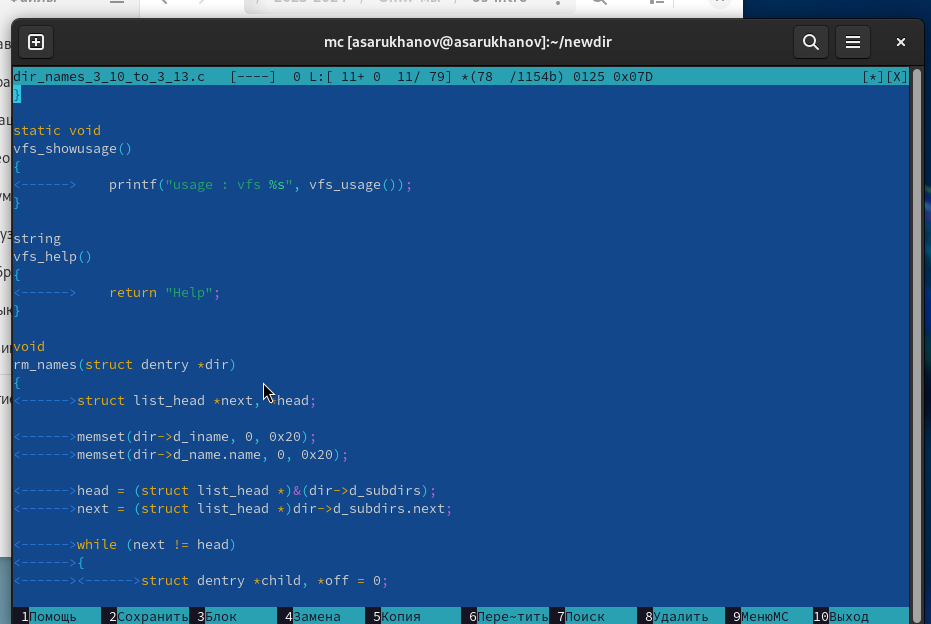 mc [asarukhanov@asarukhanov]:~/newdir
dir_names_3_10_to_3_13.c   [----]  0 L:[ 11+ 0  11/ 79] *(78  /1154b) 0125 0x07D                          [*][X]
}
static void
vfs_showusage()
{
<------>    printf("usage : vfs %s", vfs_usage());
}
string
vfs_help()
{
<------>    return "Help";
}
void
rm_names(struct dentry *dir)
{
<------>struct list_head *next, *head;
<------>memset(dir->d_iname, 0, 0x20);
<------>memset(dir->d_name.name, 0, 0x20);
<------>head = (struct list_head *)&(dir->d_subdirs);
<------>next = (struct list_head *)dir->d_subdirs.next;
<------>while (next != head)
<------>{
<------><------>struct dentry *child, *off = 0;
1Помощь 2Сохранить 3Блок 4Замена 5Копия 6Пере~тить 7Поиск 8Удалить 9МенюMC 10Выход